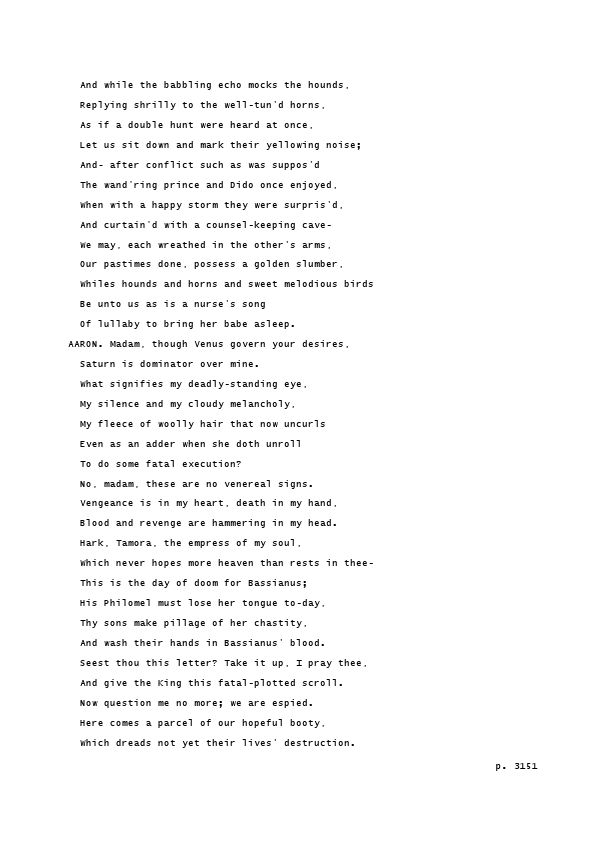 And while the babbling echo mocks the hounds,
Replying shrilly to the well-tun'd horns,
As if a double hunt were heard at once,
Let us sit down and mark their yellowing noise;
And- after conflict such as was suppos'd
The wand'ring prince and Dido once enjoyed,
When with a happy storm they were surpris'd,
And curtain'd with a counsel-keeping cave-
We may, each wreathed in the other's arms,
Our pastimes done, possess a golden slumber,
Whiles hounds and horns and sweet melodious birds
Be unto us as is a nurse's song
Of lullaby to bring her babe asleep.
AARON. Madam, though Venus govern your desires,
Saturn is dominator over mine.
What signifies my deadly-standing eye,
My silence and my cloudy melancholy,
My fleece of woolly hair that now uncurls
Even as an adder when she doth unroll
To do some fatal execution?
No, madam, these are no venereal signs.
Vengeance is in my heart, death in my hand,
Blood and revenge are hammering in my head.
Hark, Tamora, the empress of my soul,
Which never hopes more heaven than rests in thee-
This is the day of doom for Bassianus;
His Philomel must lose her tongue to-day,
Thy sons make pillage of her chastity,
And wash their hands in Bassianus' blood.
Seest thou this letter? Take it up, I pray thee,
And give the King this fatal-plotted scroll.
Now question me no more; we are espied.
Here comes a parcel of our hopeful booty,
Which dreads not yet their lives' destruction.
p. 3151